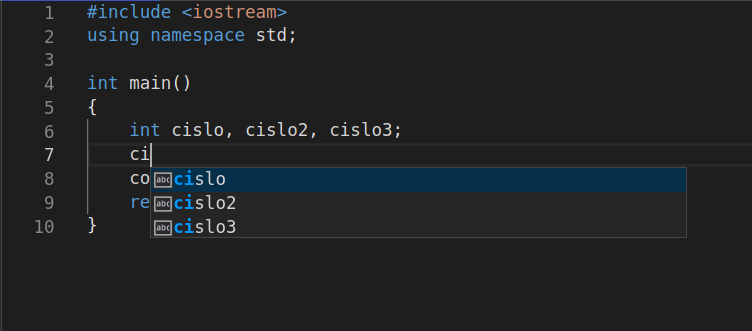 1 #include <iostream>
2 using namespace std;
3
4 int main()
5 {
6 int cislo, cislo2, cislo3;
7 ci
8 co
abc cislo
9 re
abc cislo2
10 }
abc cislo3